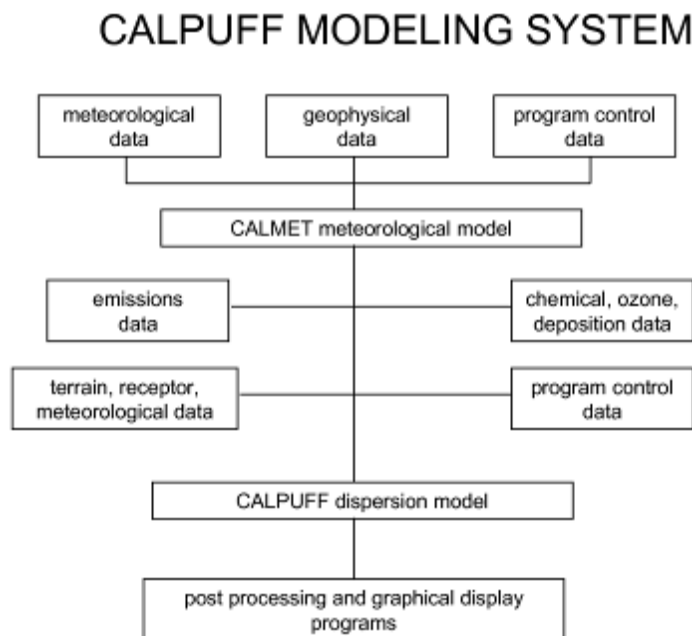 CALPUFF MODELING SYSTEM
meteorological
data
geophysical
data
program control
data
CALMET meteorological model
emissions
data
chemical, ozone,
deposition data
terrain, receptor,
meteorological data
program control
data
CALPUFF dispersion model
post processing and graphical display
programs